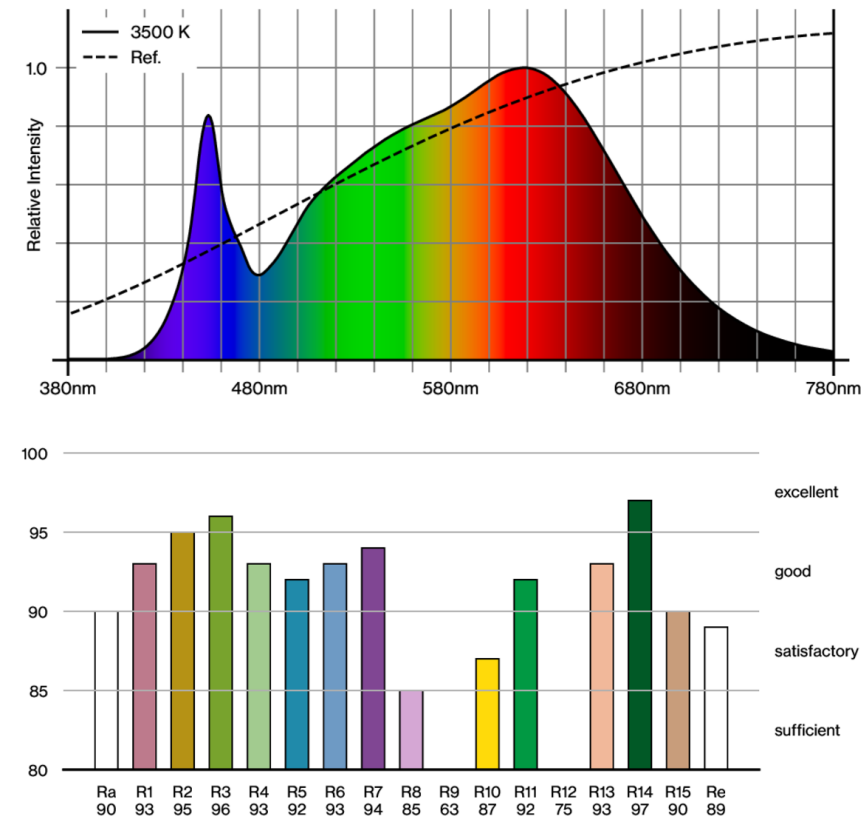 3500 K
Ref.
1.0
Relative Intensity
380nm 480nm 580nm 680nm 780nm
100
excellent
95
good
90
satisfactory
85
sufficient
80
Ra R1 R2 R3 R4 R5 R6 R7 R8 R9 R10 R11 R12 R13 R14 R15 Re
90 93 95 96 93 92 93 94 85 63 87 92 75 93 97 90 89